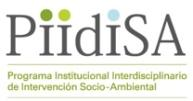 PiidiSA
Programa Institucional Interdisciplinario
de Intervención Socio-Ambiental